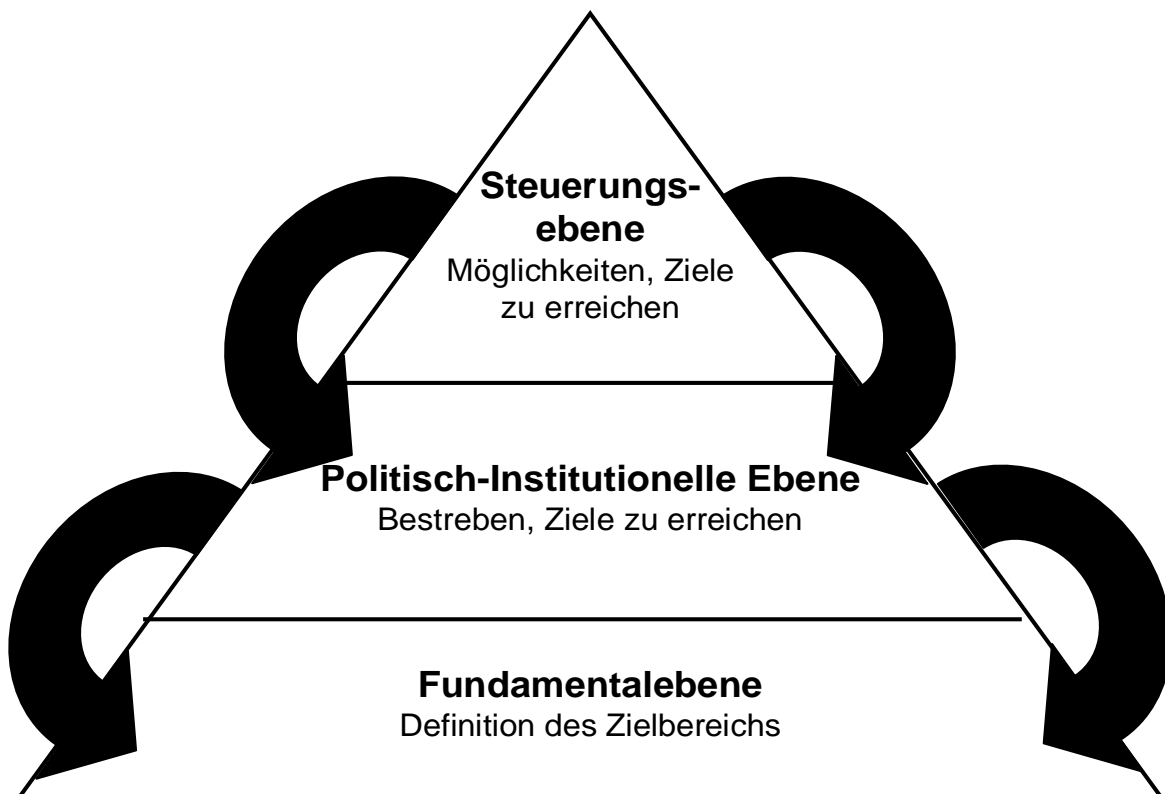 Steuerungs-
ebene
Möglichkeiten, Ziele
zu erreichen
Politisch-Institutionelle Ebene
Bestreben, Ziele zu erreichen
Fundamentalebene
Definition des Zielbereichs